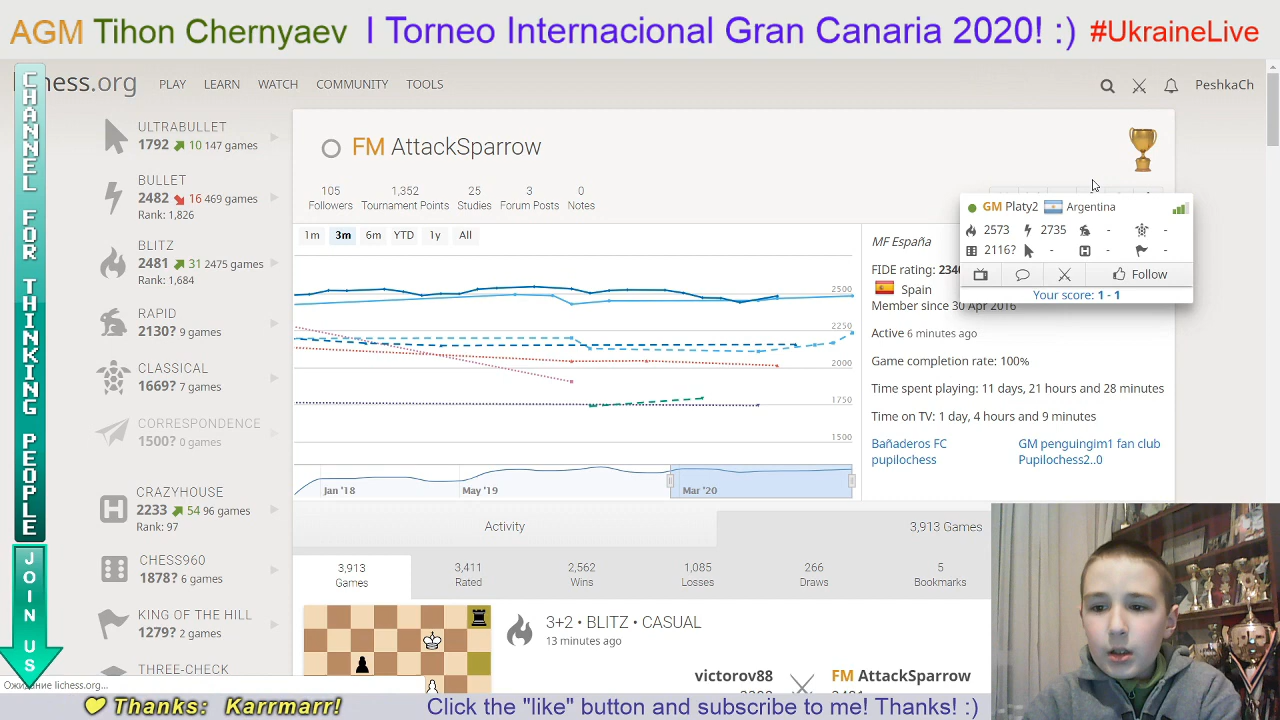 AGM Tihon Chernyaev I Torneo Internacional Gran Canaria 2020! :) #UkraineLive
CHANNEL FOR THINKING PEOPLE
JOIN US
hess.org PLAY LEARN WATCH COMMUNITY TOOLS PeshkaCh
ULTRABULLET
1792 10 147 games
BULLET
2482 16 469 games
Rank: 1,826
BLITZ
2481 31 2475 games
Rank: 1,684
RAPID
2130? 9 games
CLASSICAL
1669? 7 games
CORRESPONDENCE
1500? 0 games
CRAZYHOUSE
2233 54 96 games
Rank: 97
CHESS960
1878? 6 games
KING OF THE HILL
1279? 2 games
THREE-CHECK
Ожидание lichess.org...
FM AttackSparrow
105 1,352 25 3 0
Followers Tournament Points Studies Forum Posts Notes
1m 3m 6m YTD 1y All
2500
2250
2000
1750
1500
Jan '18 May '19 Mar '20
GM Platy2 Argentina
2573 2735 - -
2116? - - -
Follow
Your score: 1 - 1
MF España
FIDE rating: 234
Spain
Member since 30 Apr 2016
Active 6 minutes ago
Game completion rate: 100%
Time spent playing: 11 days, 21 hours and 28 minutes
Time on TV: 1 day, 4 hours and 9 minutes
Bañaderos FC GM penguingim1 fan club
pupilochess Pupilochess2..0
Activity 3,913 Games
3,913 3,411 2,562 1,085 266 5
Games Rated Wins Losses Draws Bookmarks
3+2 • BLITZ • CASUAL
13 minutes ago
victorov88 FM AttackSparrow
Thanks: Karrmarr! Click the "like" button and subscribe to me! Thanks! :)